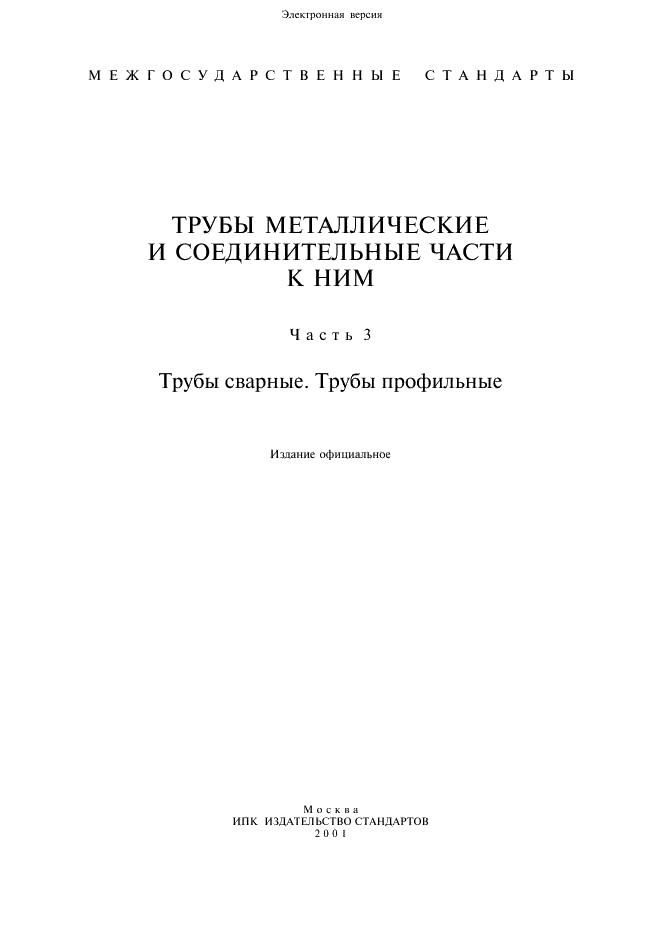 Электронная версия
МЕЖГОСУДАРСТВЕННЫЕ СТАНДАРТЫ
ТРУБЫ МЕТАЛЛИЧЕСКИЕ
И СОЕДИНИТЕЛЬНЫЕ ЧАСТИ
К НИМ
Часть 3
Трубы сварные. Трубы профильные
Издание официальное
Москва
ИПК ИЗДАТЕЛЬСТВО СТАНДАРТОВ
2001